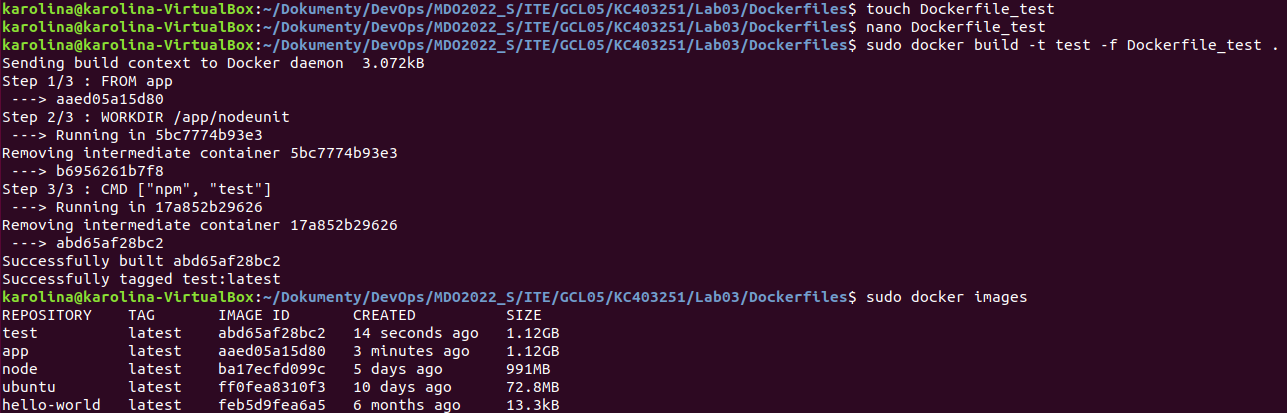 karolina@karolina-VirtualBox:~/Dokumenty/DevOps/MDO2022_S/ITE/GCL05/KC403251/Lab03/Dockerfiles$ touch Dockerfile_test
karolina@karolina-VirtualBox:~/Dokumenty/DevOps/MDO2022_S/ITE/GCL05/KC403251/Lab03/Dockerfiles$ nano Dockerfile_test
karolina@karolina-VirtualBox:~/Dokumenty/DevOps/MDO2022_S/ITE/GCL05/KC403251/Lab03/Dockerfiles$ sudo docker build -t test -f Dockerfile_test .
Sending build context to Docker daemon  3.072kB
Step 1/3 : FROM app
 ---> aaed05a15d80
Step 2/3 : WORKDIR /app/nodeunit
 ---> Running in 5bc7774b93e3
Removing intermediate container 5bc7774b93e3
 ---> b6956261b7f8
Step 3/3 : CMD ["npm", "test"]
 ---> Running in 17a852b29626
Removing intermediate container 17a852b29626
 ---> abd65af28bc2
Successfully built abd65af28bc2
Successfully tagged test:latest
karolina@karolina-VirtualBox:~/Dokumenty/DevOps/MDO2022_S/ITE/GCL05/KC403251/Lab03/Dockerfiles$ sudo docker images
REPOSITORY    TAG       IMAGE ID       CREATED          SIZE
test          latest    abd65af28bc2   14 seconds ago   1.12GB
app           latest    aaed05a15d80   3 minutes ago    1.12GB
node          latest    ba17ecfd099c   5 days ago       991MB
ubuntu        latest    ff0fea8310f3   10 days ago      72.8MB
hello-world   latest    feb5d9fea6a5   6 months ago     13.3kB